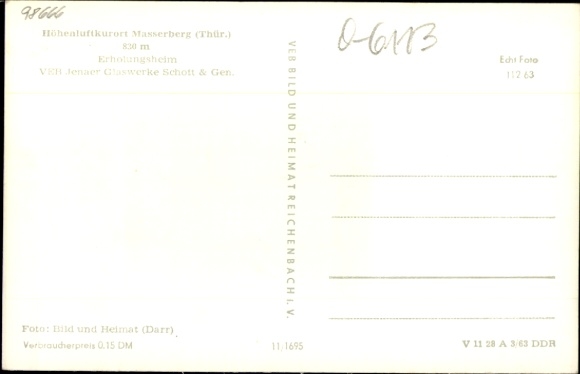 98666
Höhenluftkurort Masserberg (Thür.)
830 m
Erholungsheim
VEB Jenaer Glaswerke Schott & Gen.
O-6113
Echt Foto
112 63
VEB BILD UND HEIMAT REICHENBACH i. V.
Foto: Bild und Heimat (Darr)
Verbraucherpreis 0,15 DM
11/1695
V 11 28 A 3/63 DDR